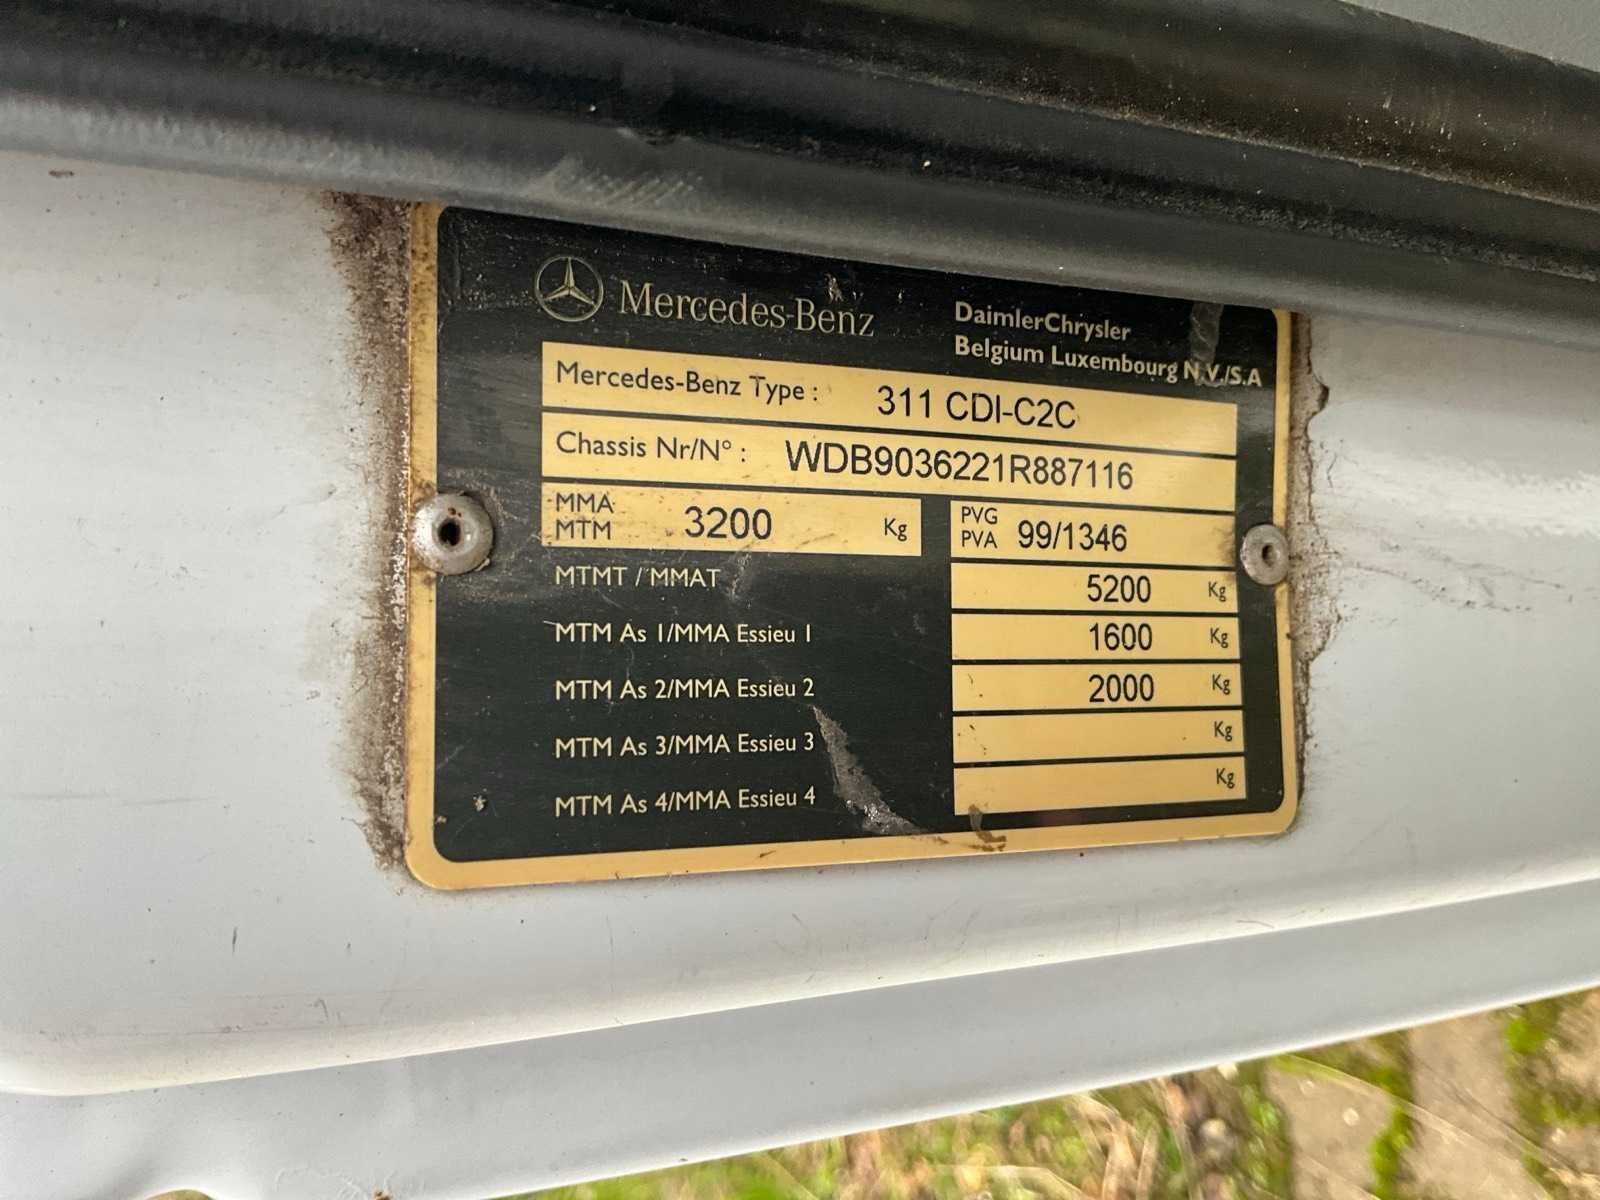 Mercedes-Benz
DaimlerChrysler
Belgium Luxembourg N.V./S.A
Mercedes-Benz Type : 311 CDI-C2C
Chassis Nr/N° : WDB9036221R887116
MMA
MTM 3200 Kg
PVG
PVA 99/1346
MTMT / MMAT 5200 Kg
MTM As 1/MMA Essieu 1 1600 Kg
MTM As 2/MMA Essieu 2 2000 Kg
MTM As 3/MMA Essieu 3 Kg
MTM As 4/MMA Essieu 4 Kg